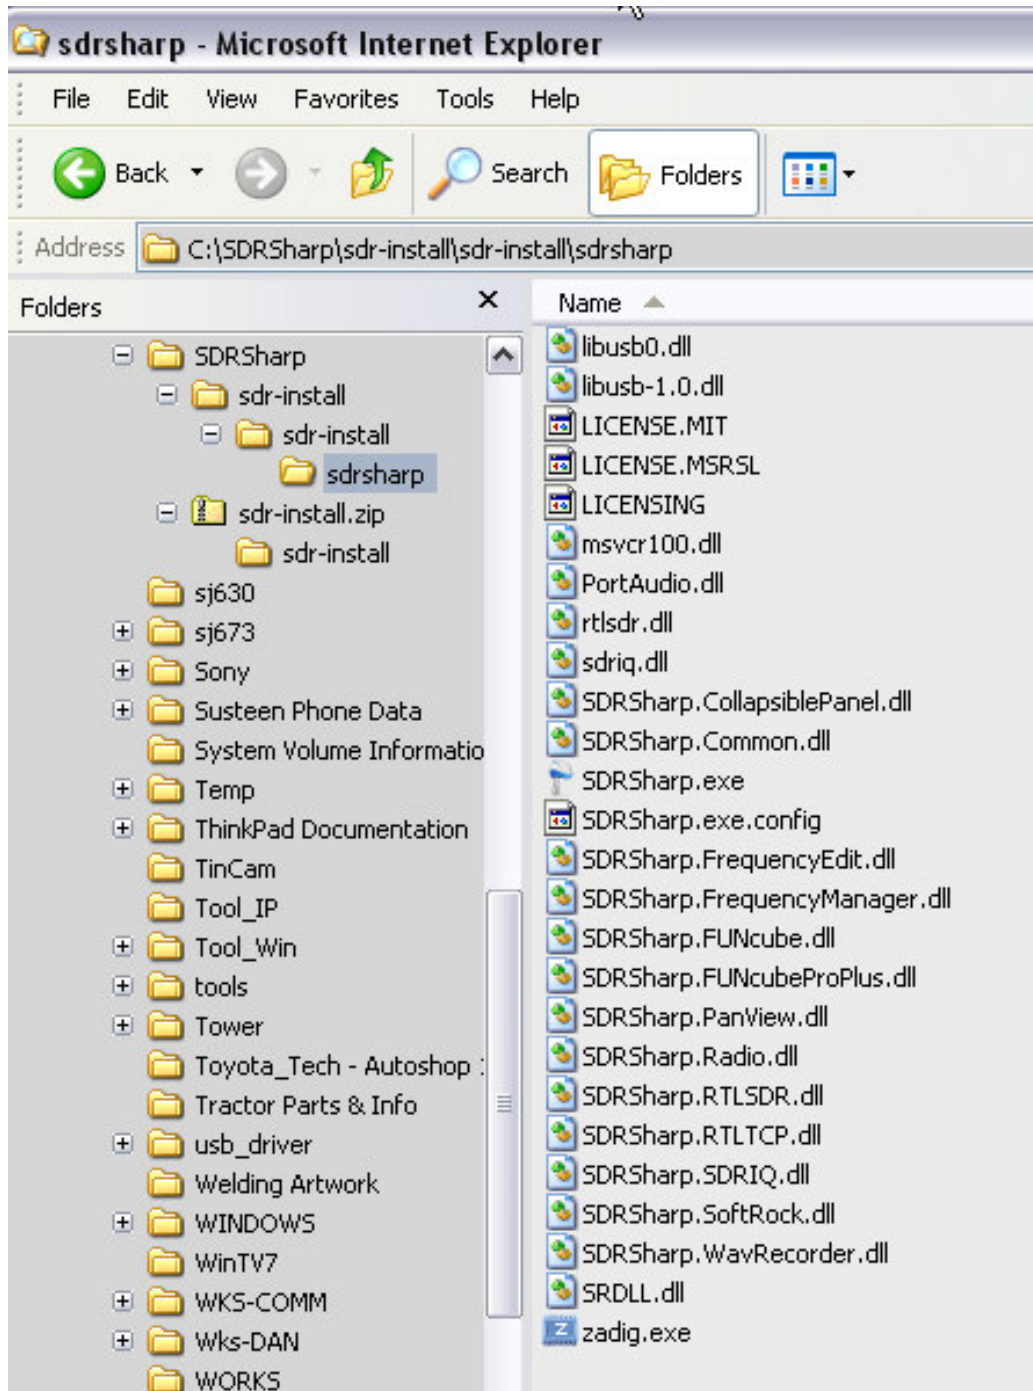 sdrsharp - Microsoft Internet Explorer
File Edit View Favorites Tools Help
Back Search Folders
Address C:\SDRSharp\sdr-install\sdr-install\sdrsharp
Folders
SDRSharp
sdr-install
sdr-install
sdrsharp
sdr-install.zip
sdr-install
sj630
sj673
Sony
Susteen Phone Data
System Volume Informatio
Temp
ThinkPad Documentation
TinCam
Tool_IP
Tool_Win
tools
Tower
Toyota_Tech - Autoshop
Tractor Parts & Info
usb_driver
Welding Artwork
WINDOWS
WinTV7
WKS-COMM
Wks-DAN
WORKS
Name
libusb0.dll
libusb-1.0.dll
LICENSE.MIT
LICENSE.MSRSL
LICENSING
msvcr100.dll
PortAudio.dll
rtlsdr.dll
sdriq.dll
SDRSharp.CollapsiblePanel.dll
SDRSharp.Common.dll
SDRSharp.exe
SDRSharp.exe.config
SDRSharp.FrequencyEdit.dll
SDRSharp.FrequencyManager.dll
SDRSharp.FUNcube.dll
SDRSharp.FUNcubeProPlus.dll
SDRSharp.PanView.dll
SDRSharp.Radio.dll
SDRSharp.RTLSDR.dll
SDRSharp.RTLTCP.dll
SDRSharp.SDRIQ.dll
SDRSharp.SoftRock.dll
SDRSharp.WavRecorder.dll
SRDLL.dll
zadig.exe